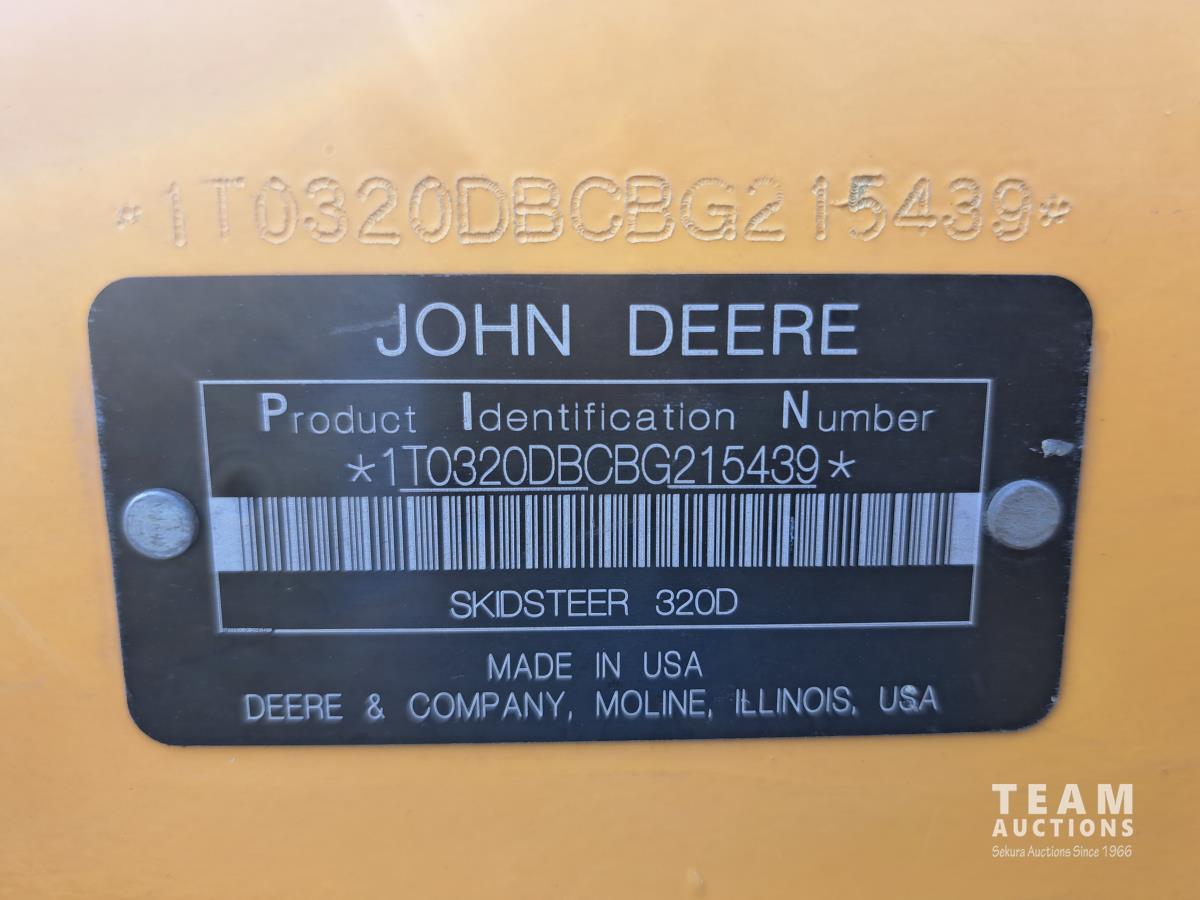 *1T0320DBCBG215439*
JOHN DEERE
Product Identification Number
*1T0320DBCBG215439*
SKIDSTEER 320D
MADE IN USA
DEERE & COMPANY, MOLINE, ILLINOIS, USA
TEAM
AUCTIONS
Sekura Auctions Since 1966